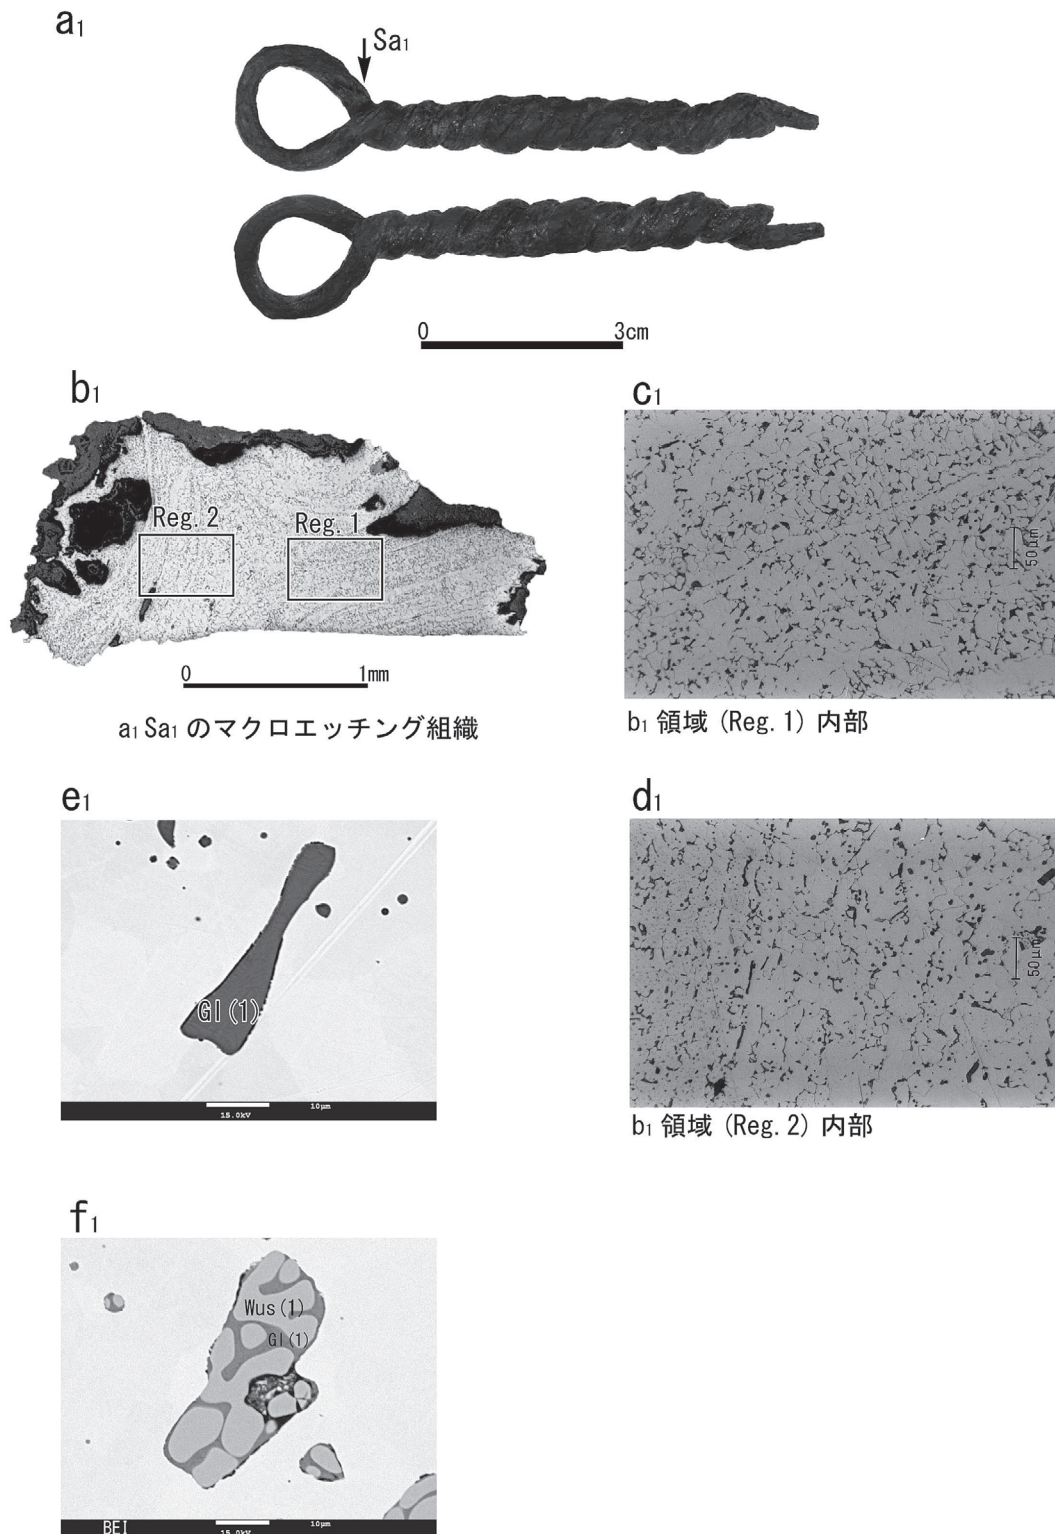 a1
Sa1
0 3cm
b1
Reg. 2
Reg. 1
0 1mm
a1 Sa1 のマクロエッチング組織
c1
50μm
b1 領域 (Reg. 1) 内部
e1
Gl(1)
15.0kV 10μm
d1
50μm
b1 領域 (Reg. 2) 内部
f1
Wus(1)
Gl(1)
BEI 15.0kV 10μm